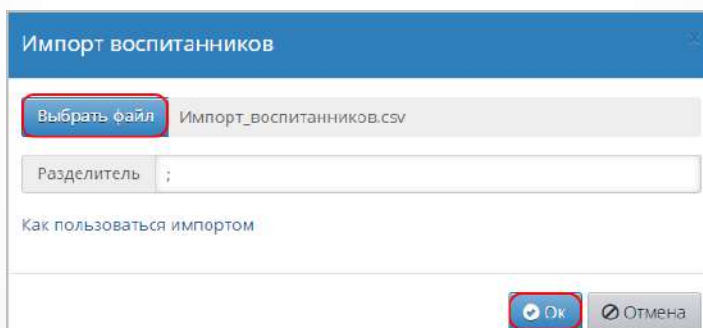 Импорт воспитанников
x
Выбрать файл Импорт_воспитанников.csv
Разделитель ;
Как пользоваться импортом
Ок Отмена